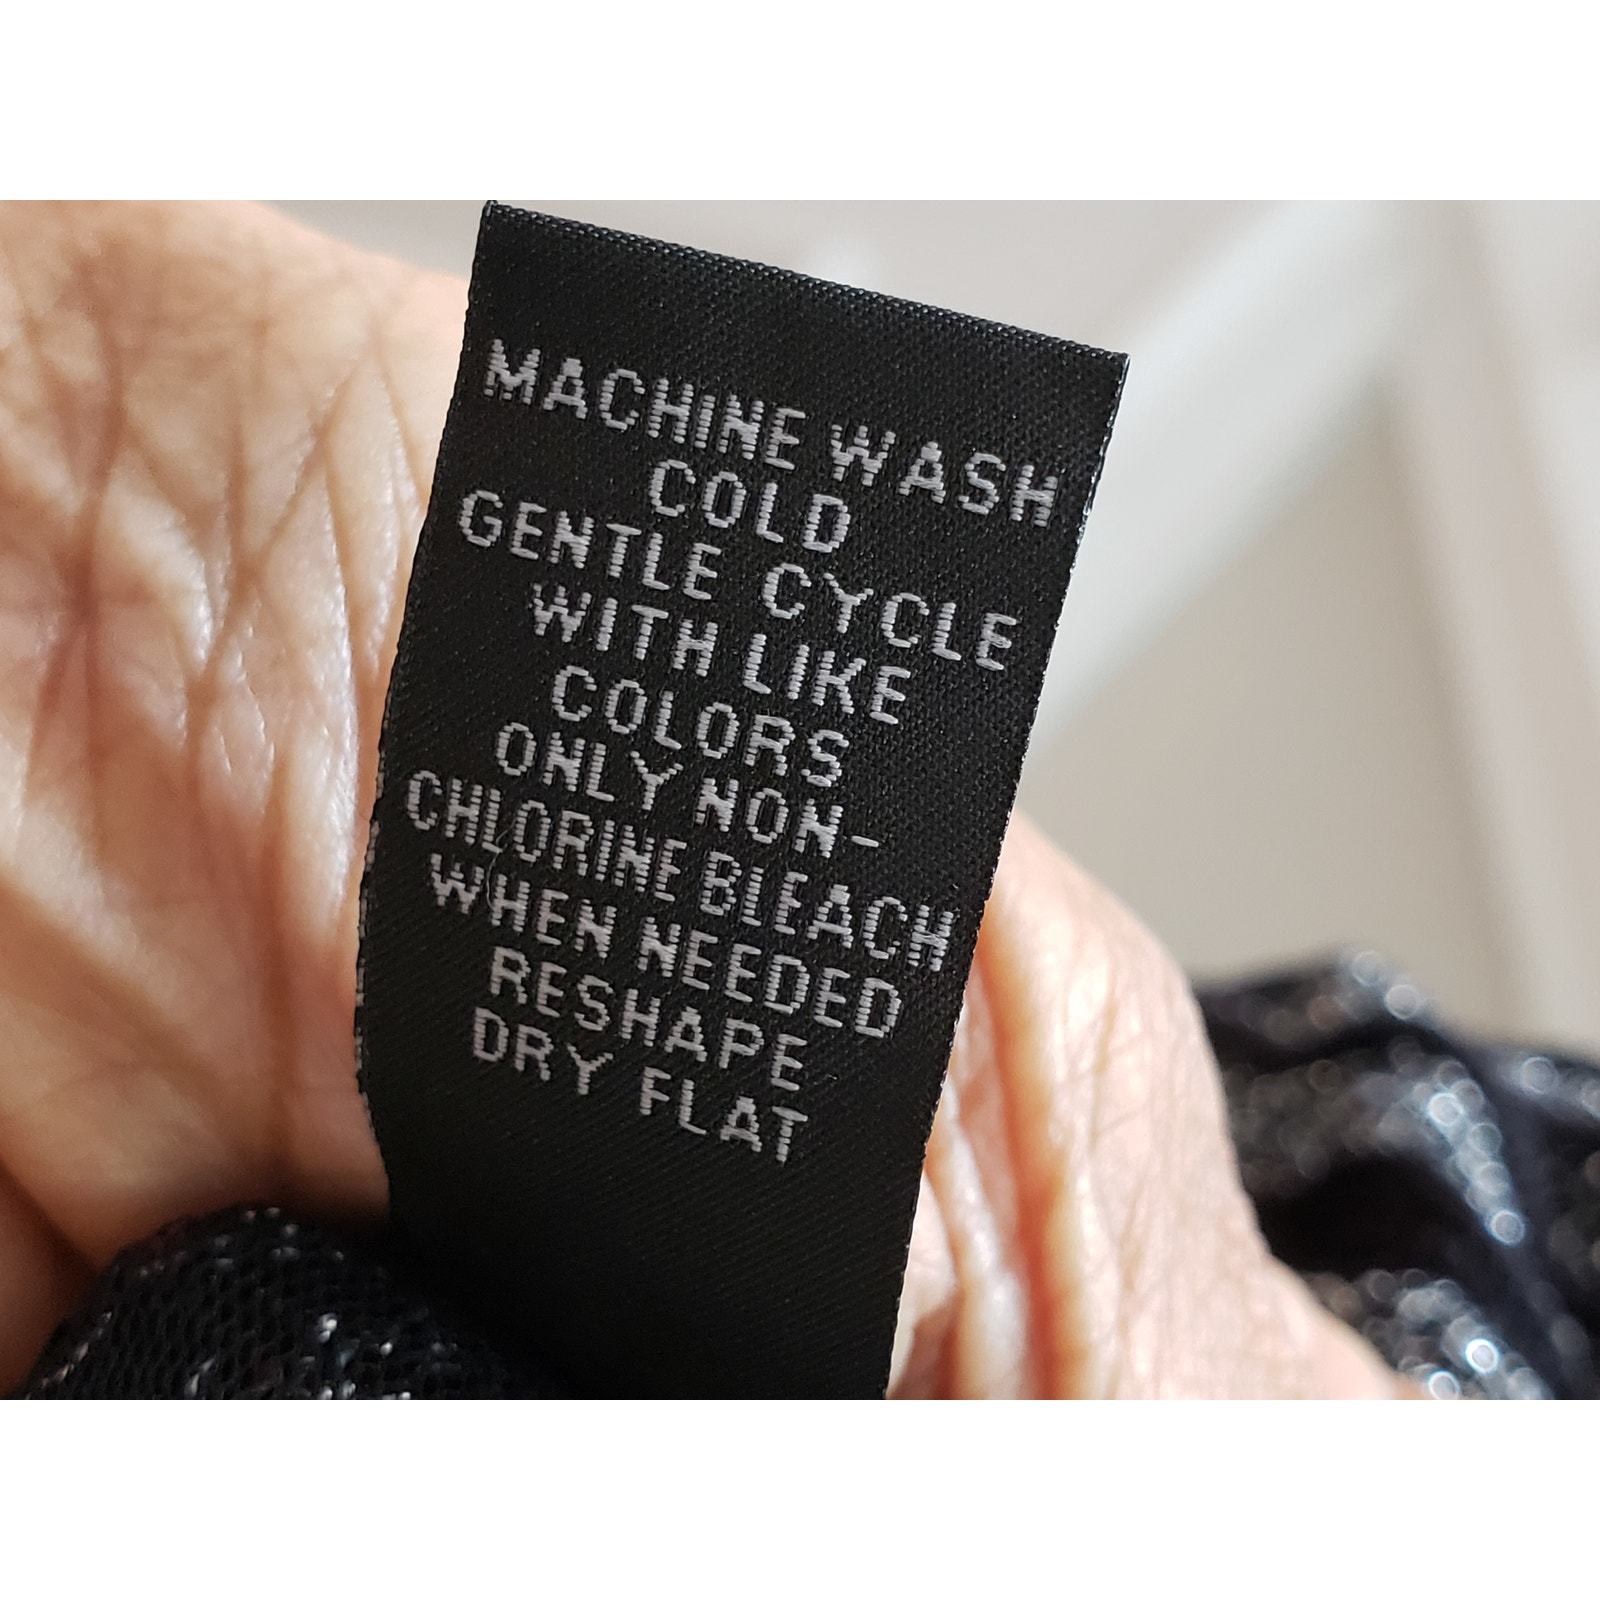 MACHINE WASH
COLD
GENTLE CYCLE
WITH LIKE
COLORS
ONLY NON-
CHLORINE BLEACH
WHEN NEEDED
RESHAPE
DRY FLAT